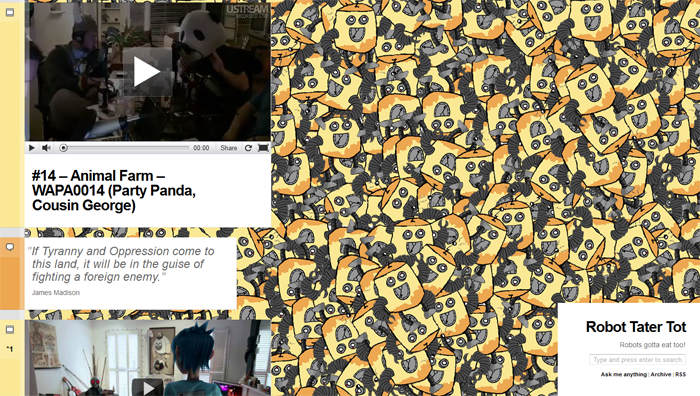 USTREAM
00:00 Share
#14 – Animal Farm –
WAPA0014 (Party Panda,
Cousin George)
"If Tyranny and Oppression come to
this land, it will be in the guise of
fighting a foreign enemy."
James Madison
*1
Robot Tater Tot
Robots gotta eat too!
Type and press enter to search
Ask me anything | Archive | RSS